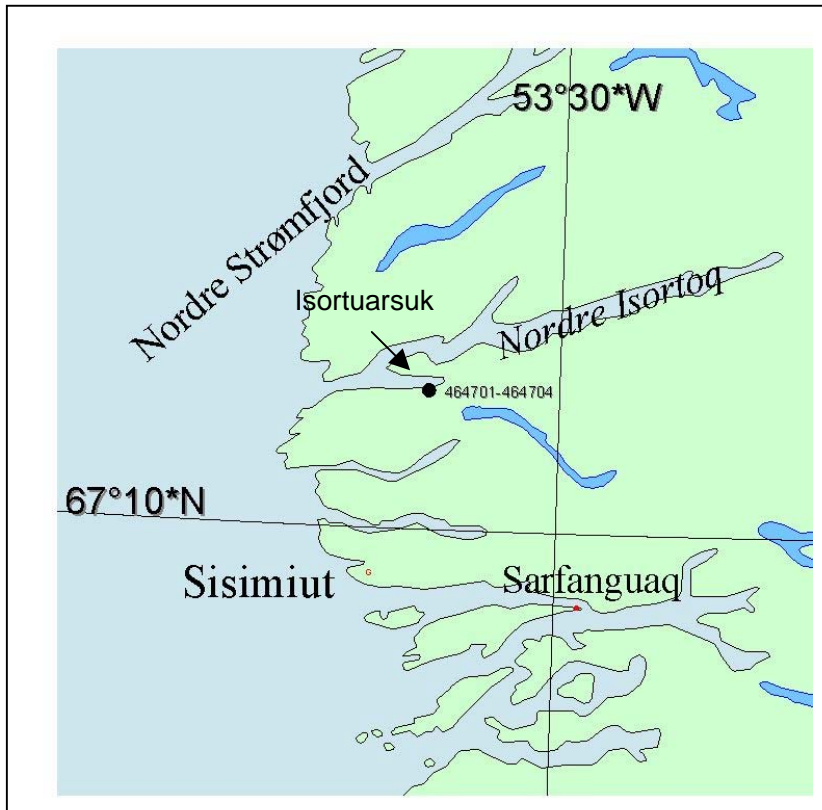 53°30*W
Nordre Strømfjord
Nordre Isortoq
Isortuarsuk
464701-464704
67°10*N
Sisimiut
Sarfanguaq
G